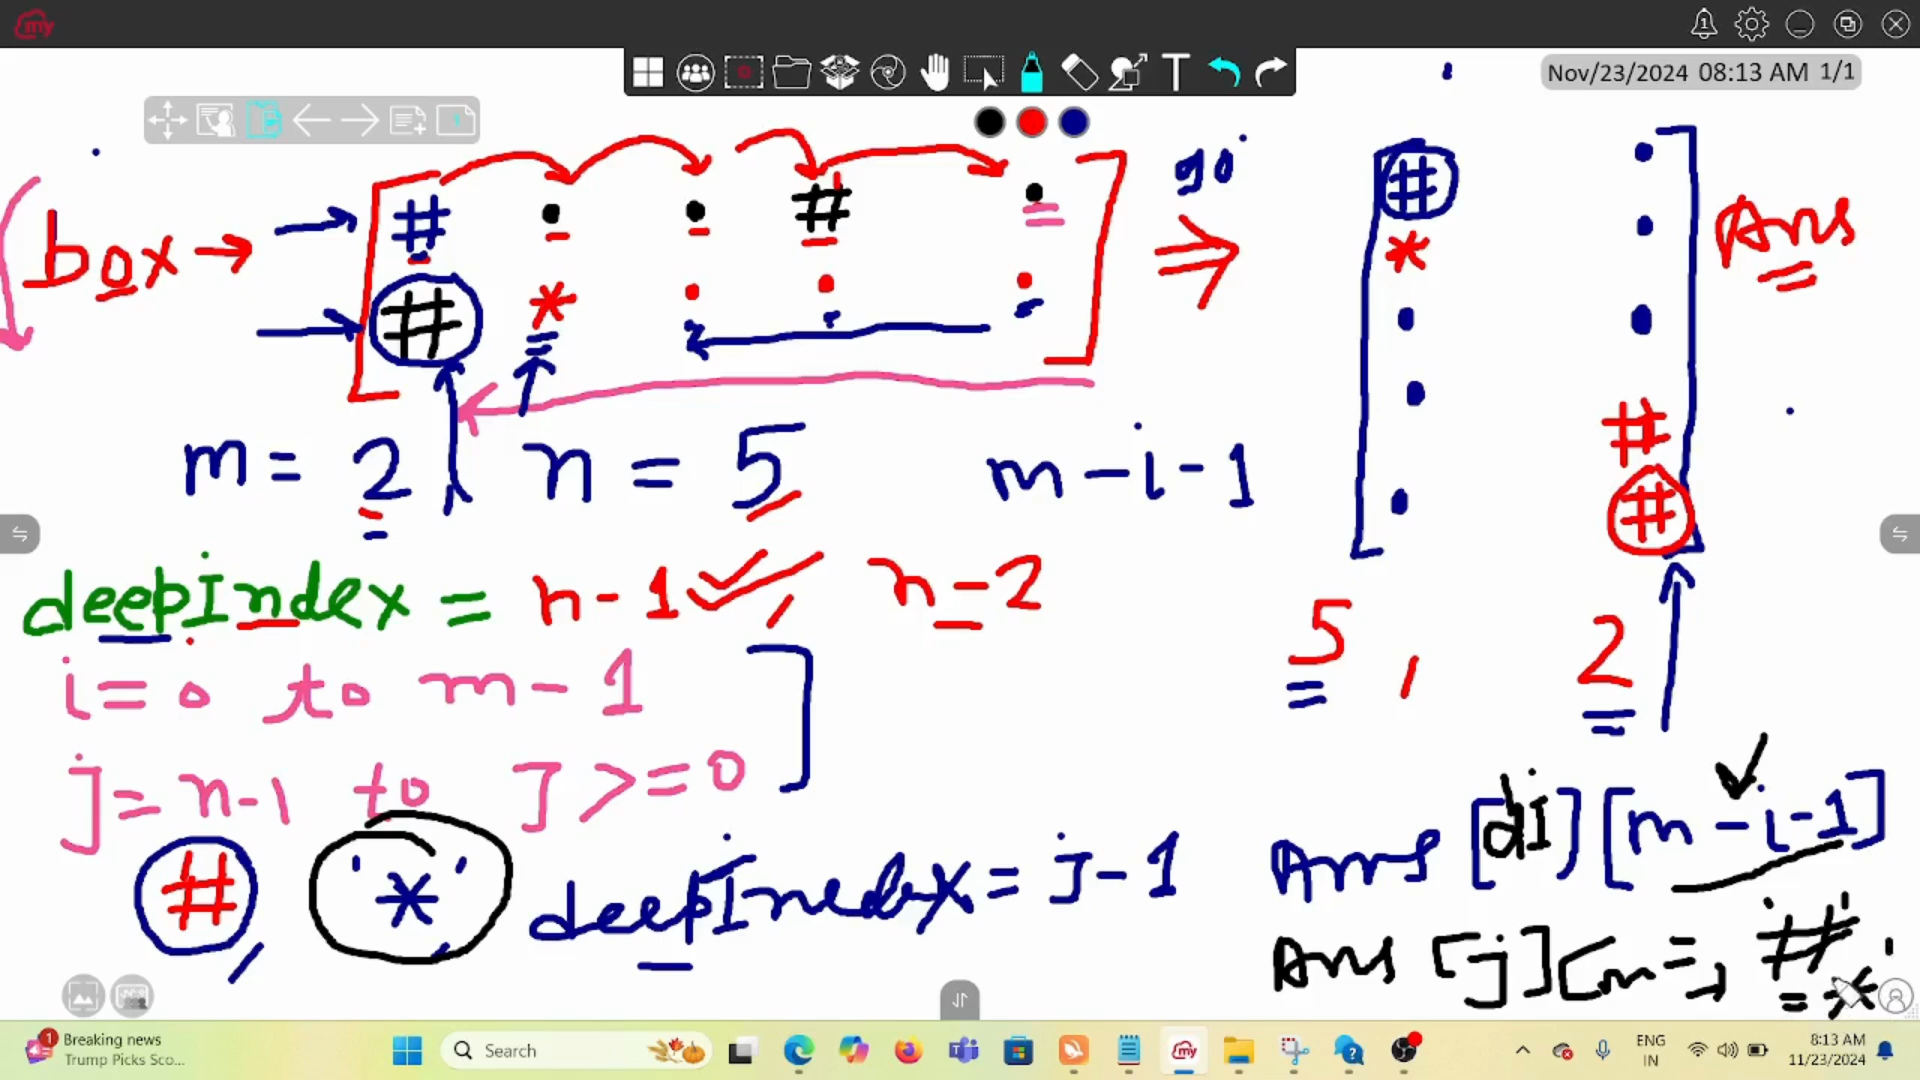 my
Nov/23/2024 08:13 AM 1/1
box → # . . # .
# * . . .
90°
# .
* .
. .
. #
. #
Ans
m = 2, n = 5 m-i-1
deepIndex = n-1 n-2
5, 2
i = 0 to m-1
j = n-1 to J >= 0
# , '*' deepInedex = j-1
Ans [dI] [m-i-1]
Ans [j]
Breaking news
Trump Picks Sco...
Search
ENG
IN
8:13 AM
11/23/2024